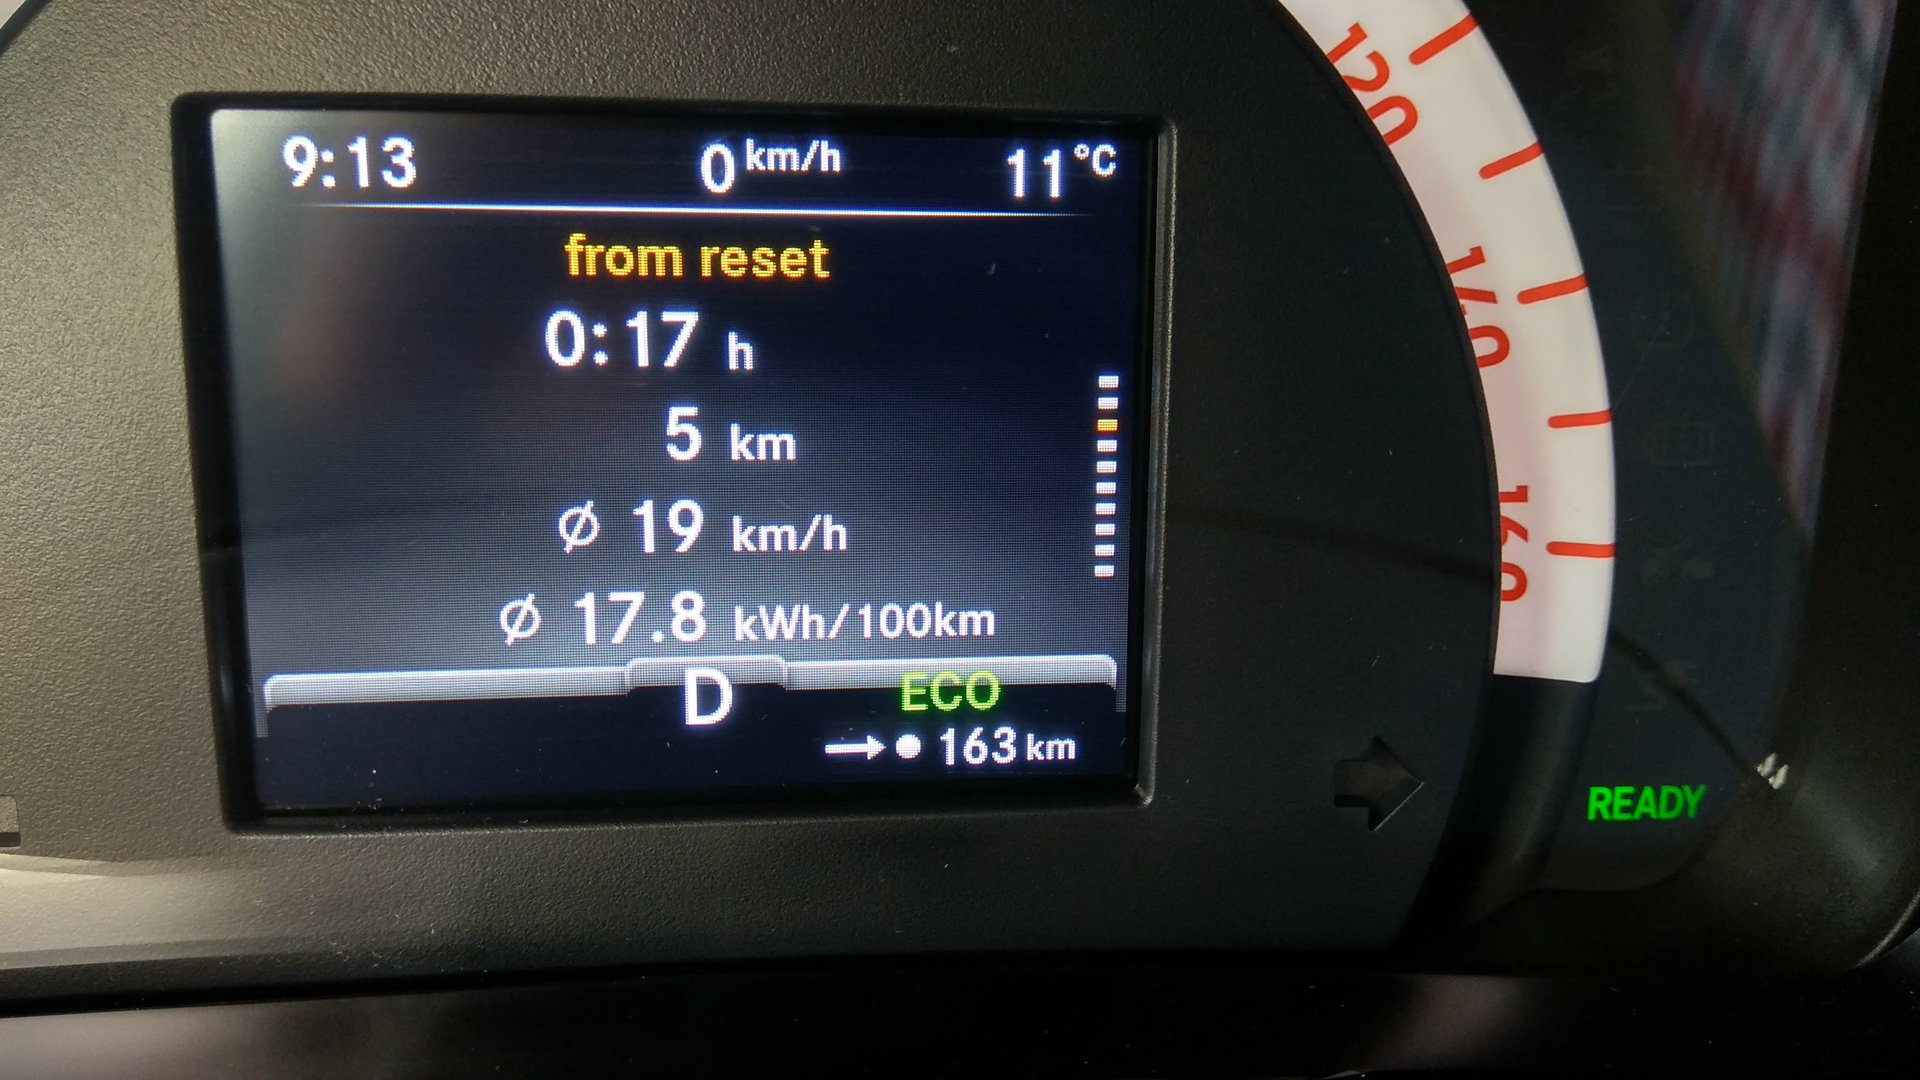 9:13 0 km/h 11 °C
from reset
0:17 h
5 km
Ø 19 km/h
Ø 17.8 kWh/100km
D ECO
163 km
120
140
160
READY